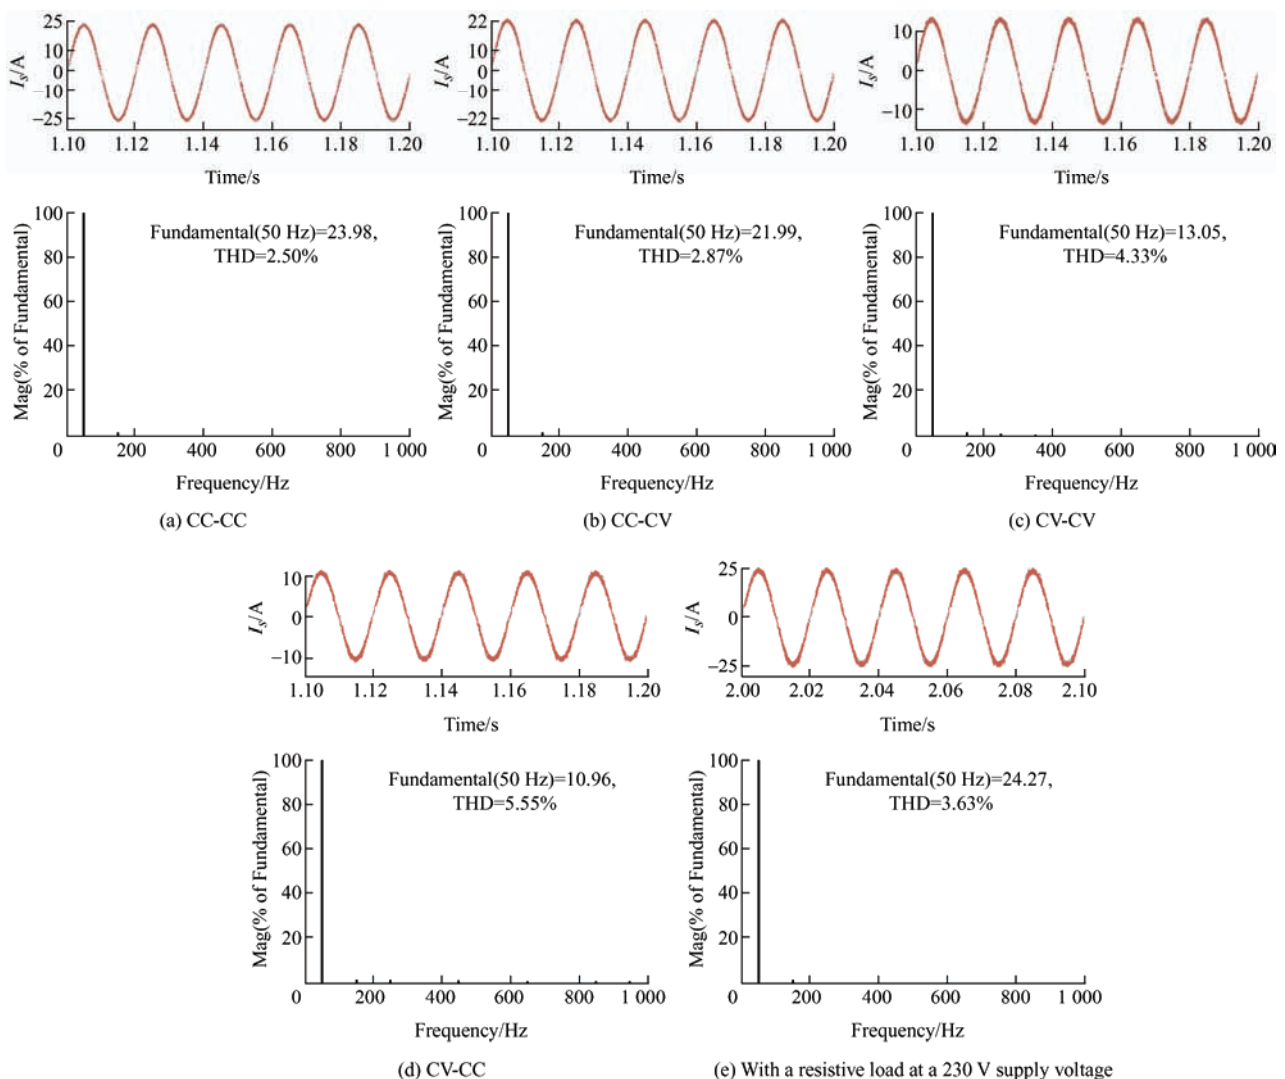 25
10
0
−10
−25
I_s/A
1.10 1.12 1.14 1.16 1.18 1.20
Time/s
22
10
0
−10
−22
I_s/A
1.10 1.12 1.14 1.16 1.18 1.20
Time/s
10
0
−10
I_s/A
1.10 1.12 1.14 1.16 1.18 1.20
Time/s
100
80
60
40
20
Mag(% of Fundamental)
Fundamental(50 Hz)=23.98,
THD=2.50%
0 200 400 600 800 1 000
Frequency/Hz
(a) CC-CC
100
80
60
40
20
Mag(% of Fundamental)
Fundamental(50 Hz)=21.99,
THD=2.87%
0 200 400 600 800 1 000
Frequency/Hz
(b) CC-CV
100
80
60
40
20
Mag(% of Fundamental)
Fundamental(50 Hz)=13.05,
THD=4.33%
0 200 400 600 800 1 000
Frequency/Hz
(c) CV-CV
10
0
−10
I_s/A
1.10 1.12 1.14 1.16 1.18 1.20
Time/s
25
0
−25
I_s/A
2.00 2.02 2.04 2.06 2.08 2.10
Time/s
100
80
60
40
20
Mag(% of Fundamental)
Fundamental(50 Hz)=10.96,
THD=5.55%
0 200 400 600 800 1 000
Frequency/Hz
(d) CV-CC
100
80
60
40
20
Mag(% of Fundamental)
Fundamental(50 Hz)=24.27,
THD=3.63%
0 200 400 600 800 1 000
Frequency/Hz
(e) With a resistive load at a 230 V supply voltage